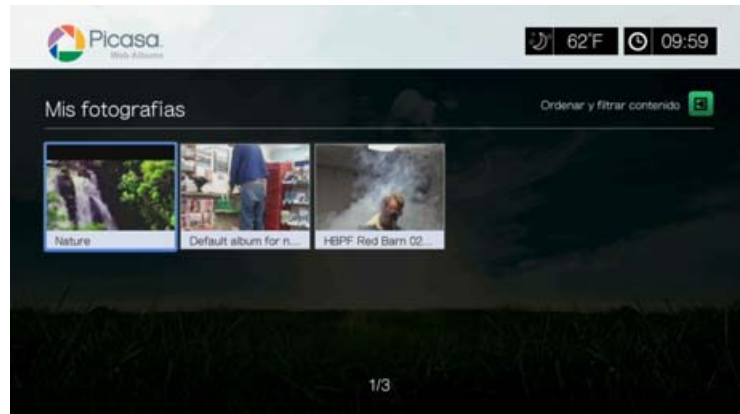 Picasa.
Web Albums
62°F
09:59
Mis fotografías
Ordenar y filtrar contenido
Nature
Default album for n...
HBPF Red Barn 02...
1/3